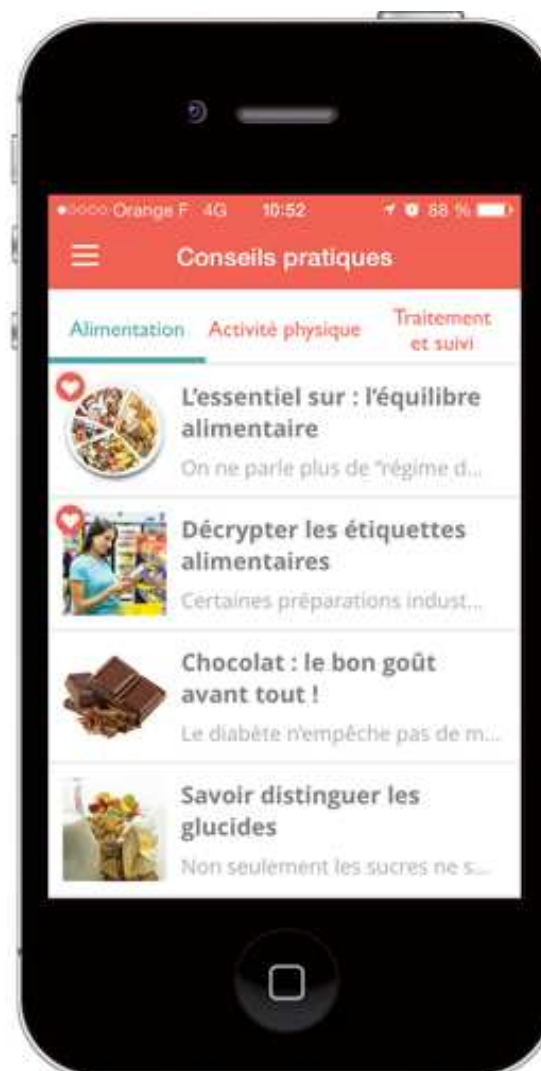 Orange F 4G 10:52 88 %
Conseils pratiques
Alimentation Activité physique Traitement
et suivi
L'essentiel sur : l'équilibre
alimentaire
On ne parle plus de "régime d...
Décrypter les étiquettes
alimentaires
Certaines préparations indust...
Chocolat : le bon goût
avant tout !
Le diabète n'empêche pas de m...
Savoir distinguer les
glucides
Non seulement les sucres ne s...